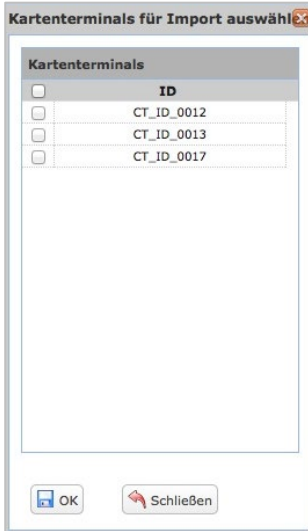 Kartenterminals für Import auswähl
Kartenterminals
ID
CT_ID_0012
CT_ID_0013
CT_ID_0017
OK
Schließen